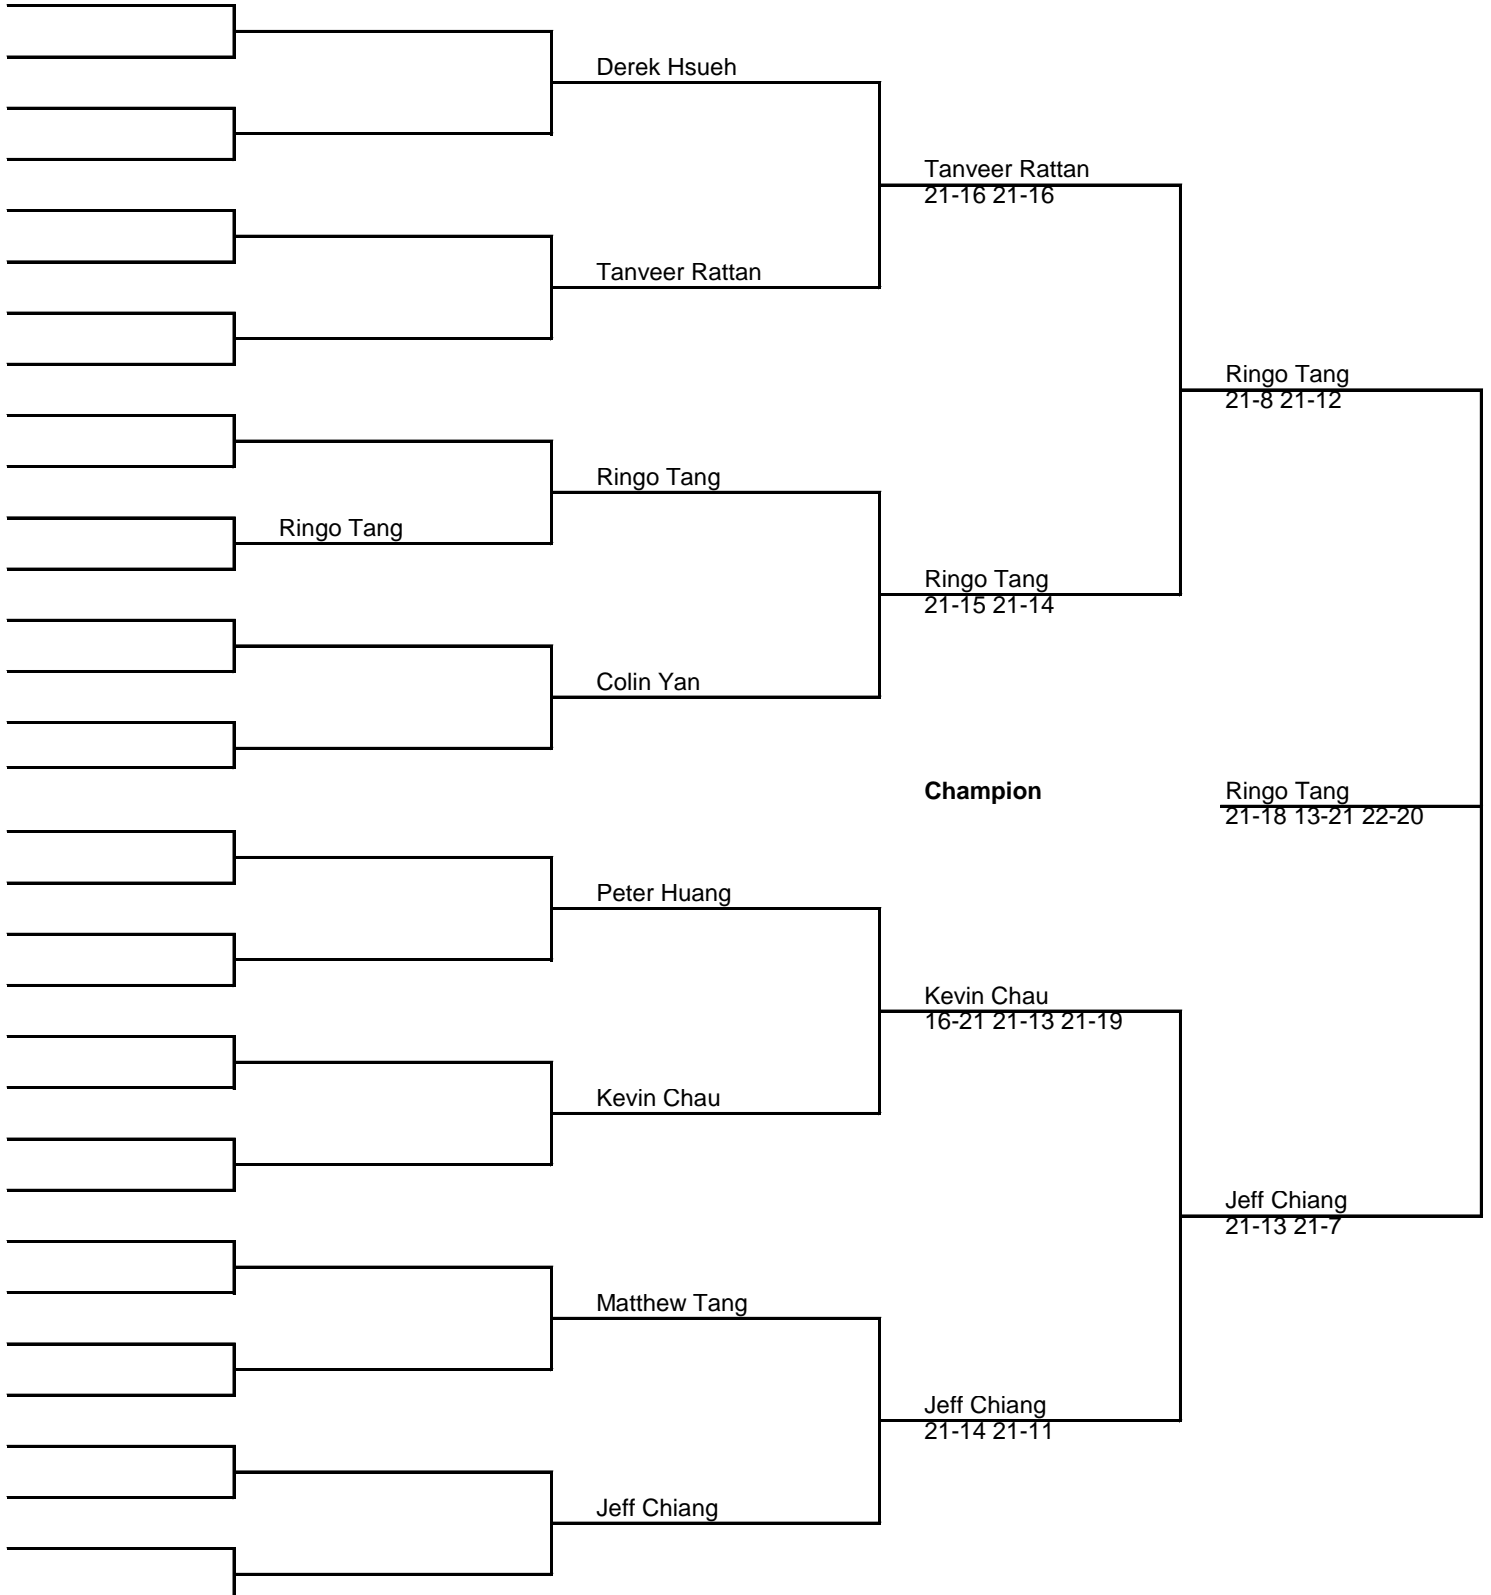 Derek Hsueh
Tanveer Rattan
21-16 21-16
Tanveer Rattan
Ringo Tang
21-8 21-12
Ringo Tang
Ringo Tang
Ringo Tang
21-15 21-14
Colin Yan
Champion
Ringo Tang
21-18 13-21 22-20
Peter Huang
Kevin Chau
16-21 21-13 21-19
Kevin Chau
Jeff Chiang
21-13 21-7
Matthew Tang
Jeff Chiang
21-14 21-11
Jeff Chiang